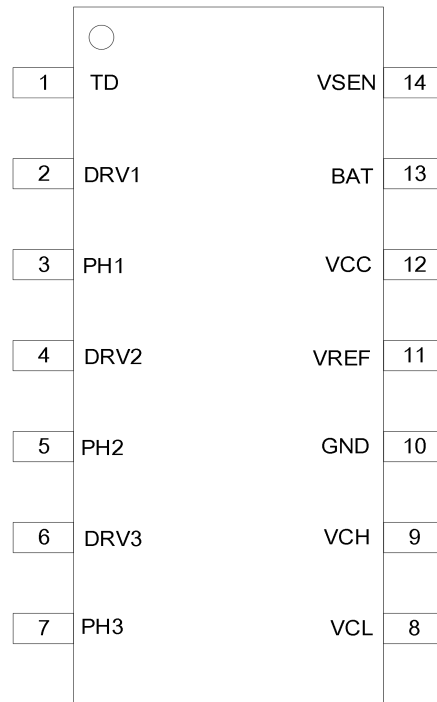 1 TD VSEN 14
2 DRV1 BAT 13
3 PH1 VCC 12
4 DRV2 VREF 11
5 PH2 GND 10
6 DRV3 VCH 9
7 PH3 VCL 8